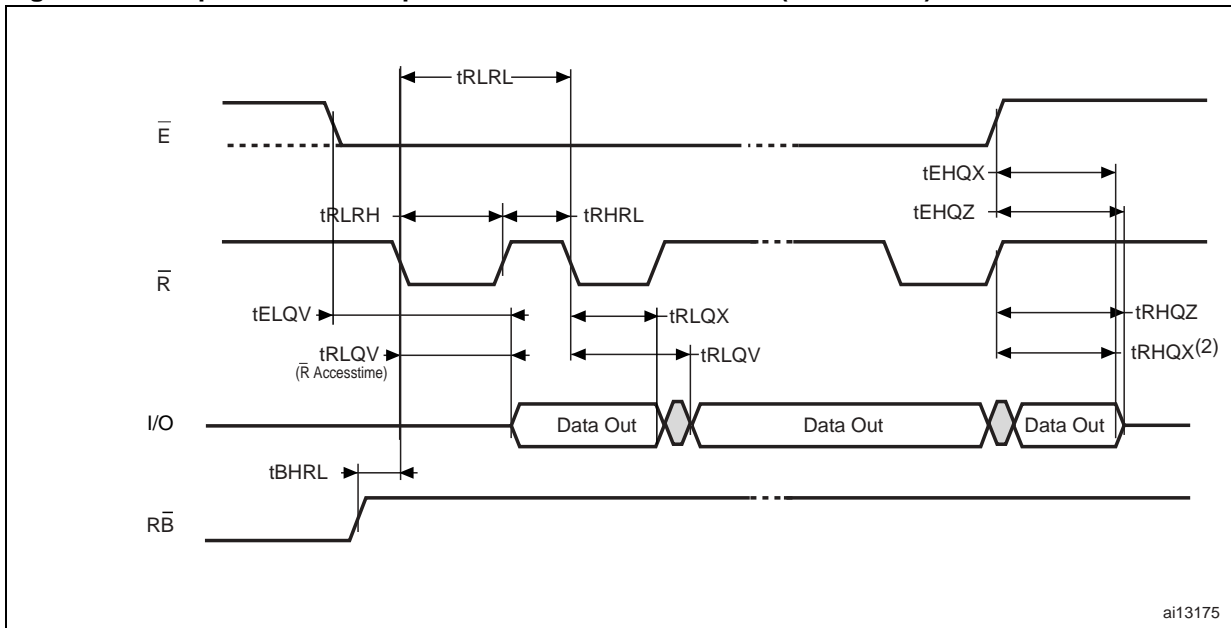 tRLRL
E̅
tEHQX
tEHQZ
tRLRH
tRHRL
R̅
tELQV
tRLQX
tRHQZ
tRLQV
(R̅ Accesstime)
tRLQV
tRHQX(2)
I/O
Data Out
Data Out
Data Out
tBHRL
RB̅
ai13175